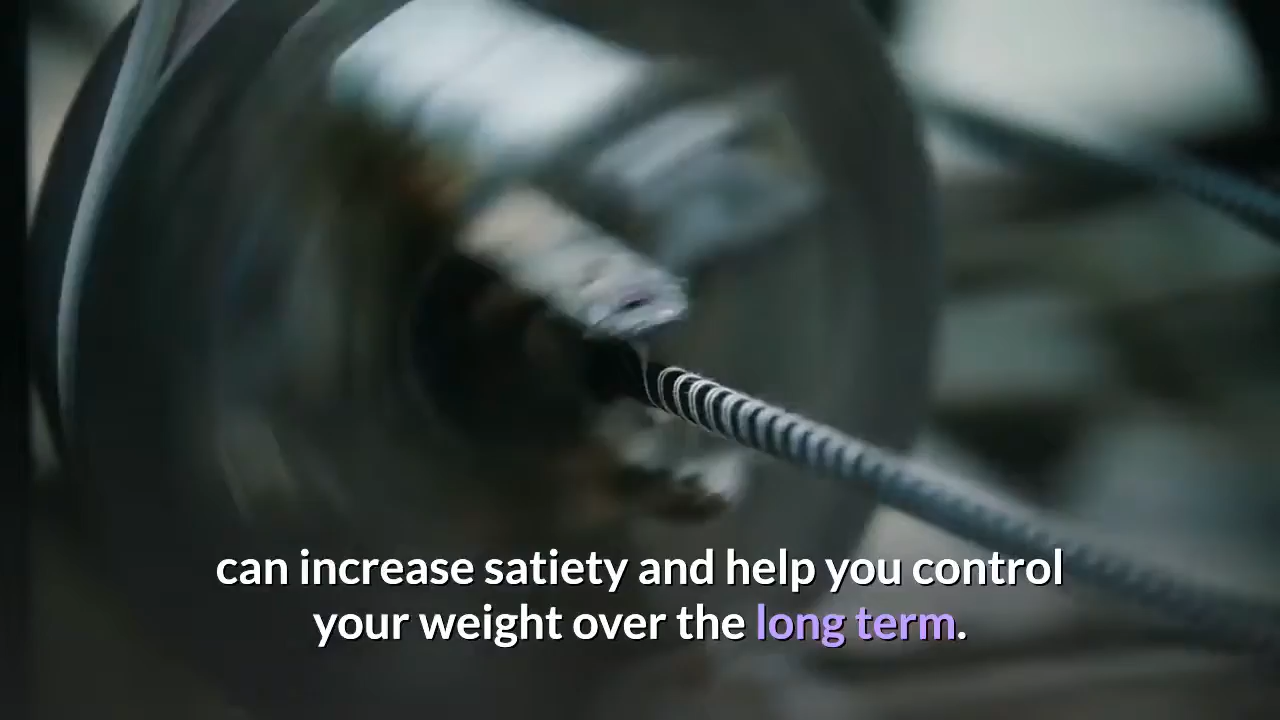 can increase satiety and help you control
your weight over the long term.